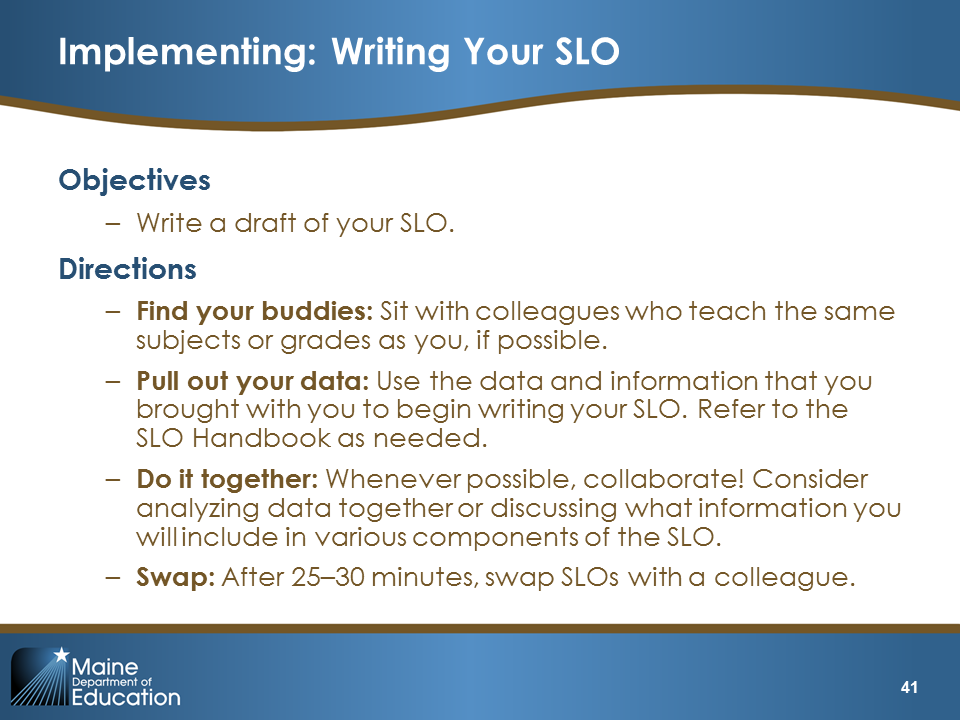 Implementing: Writing Your SLO
Objectives
– Write a draft of your SLO.
Directions
– Find your buddies: Sit with colleagues who teach the same
subjects or grades as you, if possible.
– Pull out your data: Use the data and information that you
brought with you to begin writing your SLO. Refer to the
SLO Handbook as needed.
– Do it together: Whenever possible, collaborate! Consider
analyzing data together or discussing what information you
will include in various components of the SLO.
– Swap: After 25–30 minutes, swap SLOs with a colleague.
Maine
Department of
Education
41